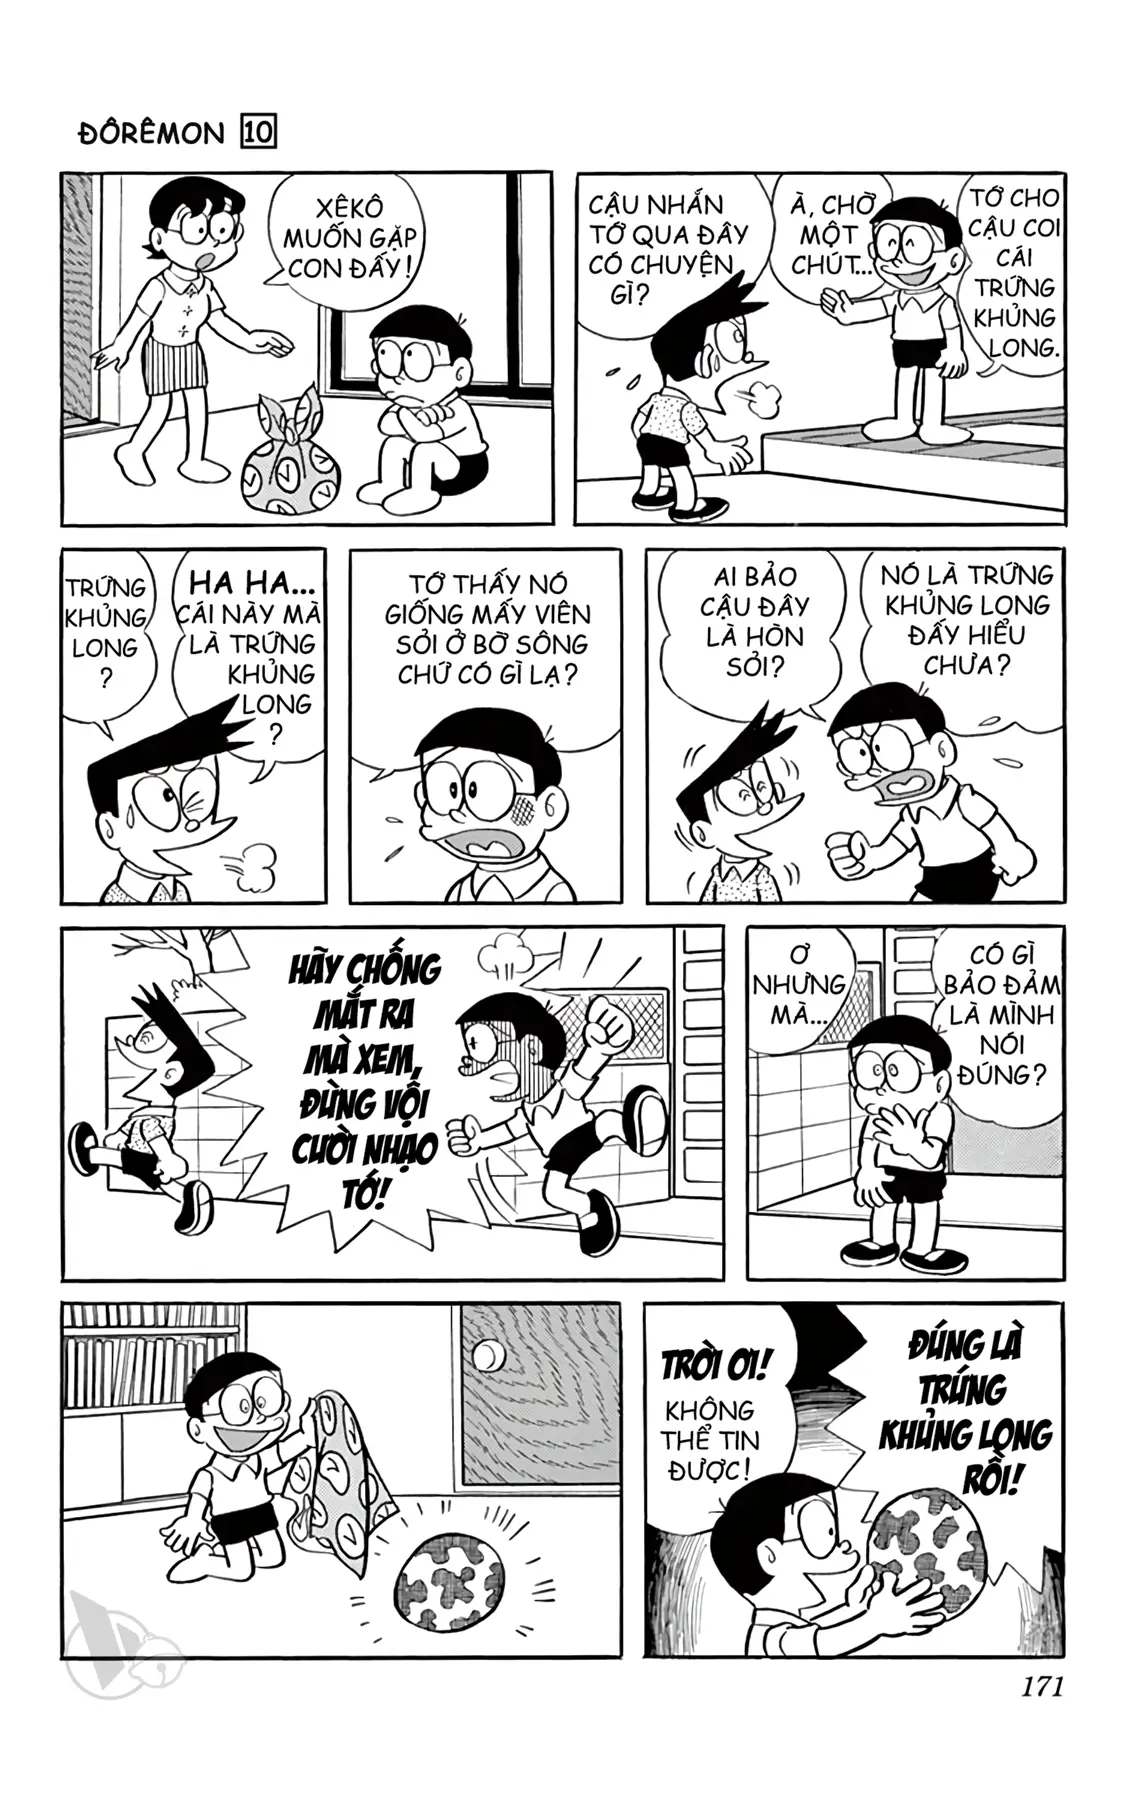 ĐÔRÊMON 10
XÊKÔ
MUỐN GẶP
CON ĐẤY!
CẬU NHẮN
TỚ QUA ĐÂY
CÓ CHUYỆN
GÌ?
À, CHỜ
MỘT
CHÚT...
TỚ CHO
CẬU COI
CÁI
TRỨNG
KHỦNG
LONG.
TRỨNG
KHỦNG
LONG
?
HA HA...
CÁI NÀY MÀ
LÀ TRỨNG
KHỦNG
LONG
?
TỚ THẤY NÓ
GIỐNG MẤY VIÊN
SỎI Ở BỜ SÔNG
CHỨ CÓ GÌ LẠ?
AI BẢO
CẬU ĐÂY
LÀ HÒN
SỎI?
NÓ LÀ TRỨNG
KHỦNG LONG
ĐẤY HIỂU
CHƯA?
HÃY CHỐNG
MẮT RA
MÀ XEM,
ĐỪNG VỘI
CƯỜI NHẠO
TỚ!
Ơ
NHƯNG
MÀ...
CÓ GÌ
BẢO ĐẢM
LÀ MÌNH
NÓI
ĐÚNG?
TRỜI ƠI!
KHÔNG
THỂ TIN
ĐƯỢC!
ĐÚNG LÀ
TRỨNG
KHỦNG LONG
RỒI!
171